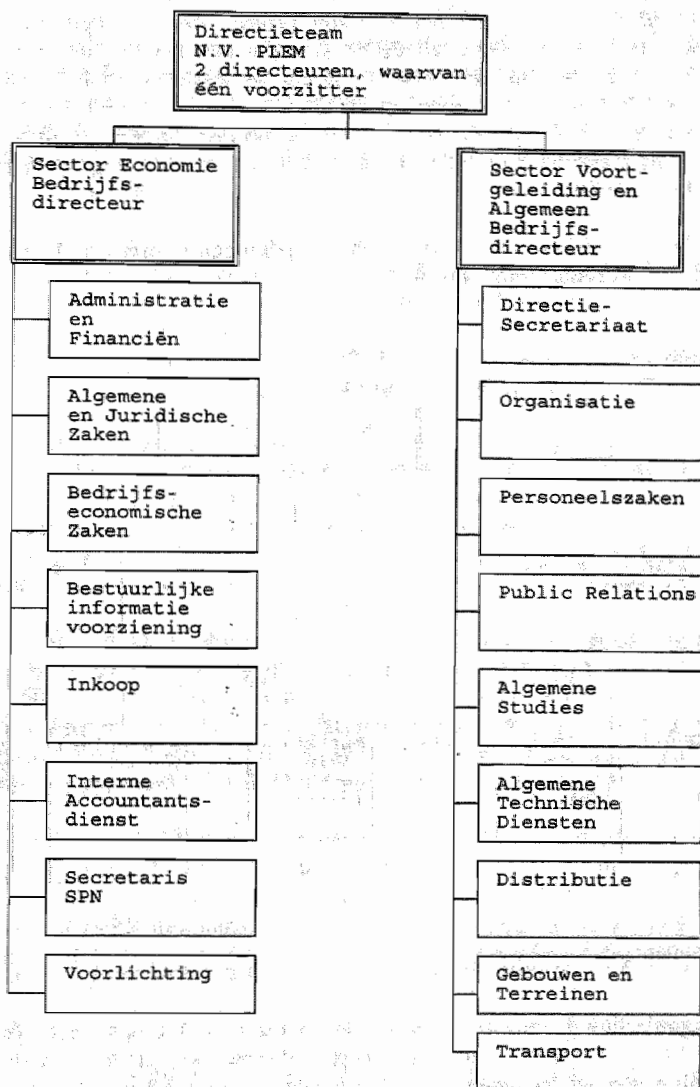 Directieteam
N.V. PLEM
2 directeuren, waarvan
één voorzitter
Sector Economie
Bedrijfs-
directeur
Administratie
en
Financiën
Algemene
en Juridische
Zaken
Bedrijfs-
economische
Zaken
Bestuurlijke
informatie
voorziening
Inkoop
Interne
Accountants-
dienst
Secretaris
SPN
Voorlichting
Sector Voort-
geleiding en
Algemeen
Bedrijfs-
directeur
Directie-
Secretariaat
Organisatie
Personeelszaken
Public Relations
Algemene
Studies
Algemene
Technische
Diensten
Distributie
Gebouwen en
Terreinen
Transport